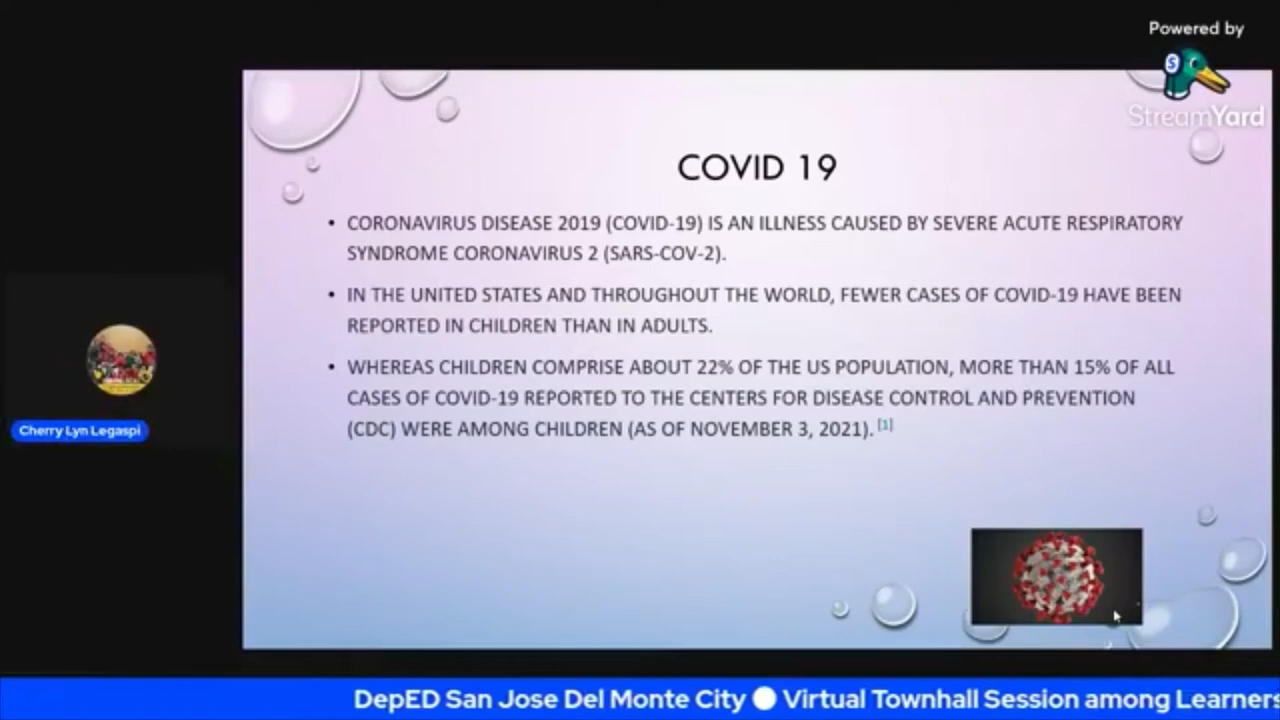 Powered by
StreamYard
COVID 19
• CORONAVIRUS DISEASE 2019 (COVID-19) IS AN ILLNESS CAUSED BY SEVERE ACUTE RESPIRATORY
SYNDROME CORONAVIRUS 2 (SARS-COV-2).
• IN THE UNITED STATES AND THROUGHOUT THE WORLD, FEWER CASES OF COVID-19 HAVE BEEN
REPORTED IN CHILDREN THAN IN ADULTS.
• WHEREAS CHILDREN COMPRISE ABOUT 22% OF THE US POPULATION, MORE THAN 15% OF ALL
CASES OF COVID-19 REPORTED TO THE CENTERS FOR DISEASE CONTROL AND PREVENTION
(CDC) WERE AMONG CHILDREN (AS OF NOVEMBER 3, 2021). [1]
Cherry Lyn Legaspi
DepED San Jose Del Monte City ● Virtual Townhall Session among Learners